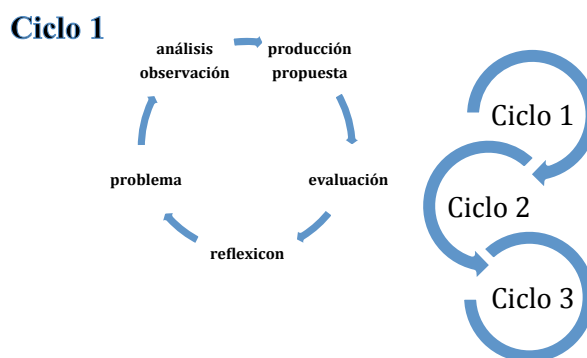 Ciclo 1
análisis
observación
producción
propuesta
problema
evaluación
reflexicon
Ciclo 1
Ciclo 2
Ciclo 3